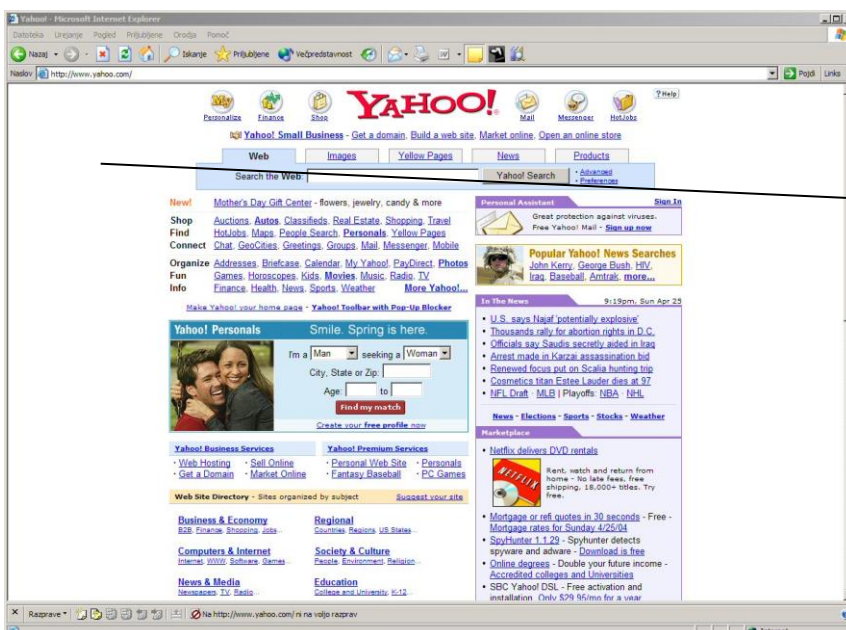 Yahoo! - Microsoft Internet Explorer
Datoteka Urejanje Pogled Priljubljene Orodja Pomoč
Nazaj Iskanje Priljubljene Večpredstavnost
Naslov http://www.yahoo.com/ Pojdi Links
My YAHOO! ? Help
Personalize Finance Shop Mail Messenger HotJobs
Yahoo! Small Business - Get a domain, Build a web site, Market online, Open an online store
Web Images Yellow Pages News Products
Search the Web: Yahoo! Search · Advanced
· Preferences
New! Mother's Day Gift Center - flowers, jewelry, candy & more
Shop Auctions, Autos, Classifieds, Real Estate, Shopping, Travel
Find HotJobs, Maps, People Search, Personals, Yellow Pages
Connect Chat, GeoCities, Greetings, Groups, Mail, Messenger, Mobile
Organize Addresses, Briefcase, Calendar, My Yahoo!, PayDirect, Photos
Fun Games, Horoscopes, Kids, Movies, Music, Radio, TV
Info Finance, Health, News, Sports, Weather More Yahoo!...
Make Yahoo! your home page - Yahoo! Toolbar with Pop-Up Blocker
Yahoo! Personals Smile. Spring is here.
I'm a Man seeking a Woman
City, State or Zip:
Age: to
Find my match
Create your free profile now
Yahoo! Business Services
· Web Hosting · Sell Online
· Get a Domain · Market Online
Yahoo! Premium Services
· Personal Web Site · Personals
· Fantasy Baseball · PC Games
Web Site Directory - Sites organized by subject Suggest your site
Business & Economy
B2B, Finance, Shopping, Jobs...
Regional
Countries, Regions, US States...
Computers & Internet
Internet, WWW, Software, Games...
Society & Culture
People, Environment, Religion...
News & Media
Newspapers, TV, Radio...
Education
College and University, K-12...
Personal Assistant Sign In
Great protection against viruses.
Free Yahoo! Mail - Sign up now
Popular Yahoo! News Searches
John Kerry, George Bush, HIV,
Iraq, Baseball, Amtrak, more...
In The News 9:19pm, Sun Apr 25
• U.S. says Najaf 'potentially explosive'
• Thousands rally for abortion rights in D.C.
• Officials say Saudis secretly aided in Iraq
• Arrest made in Karzai assassination bid
• Renewed focus put on Scalia hunting trip
• Cosmetics titan Estee Lauder dies at 97
• NFL Draft · MLB | Playoffs: NBA · NHL
News - Elections - Sports - Stocks - Weather
Marketplace
• Netflix delivers DVD rentals
NETFLIX
Rent, watch and return from
home - No late fees, free
shipping, 18,000+ titles. Try
free.
• Mortgage or refi quotes in 30 seconds - Free -
Mortgage rates for Sunday 4/25/04
• SpyHunter 1.1.29 - Spyhunter detects
spyware and adware - Download is free
• Online degrees - Double your future income -
Accredited colleges and Universities
• SBC Yahoo! DSL - Free activation and
installation. Only $29.95/mo for a year
Razprave Na http://www.yahoo.com/ ni na voljo razprav